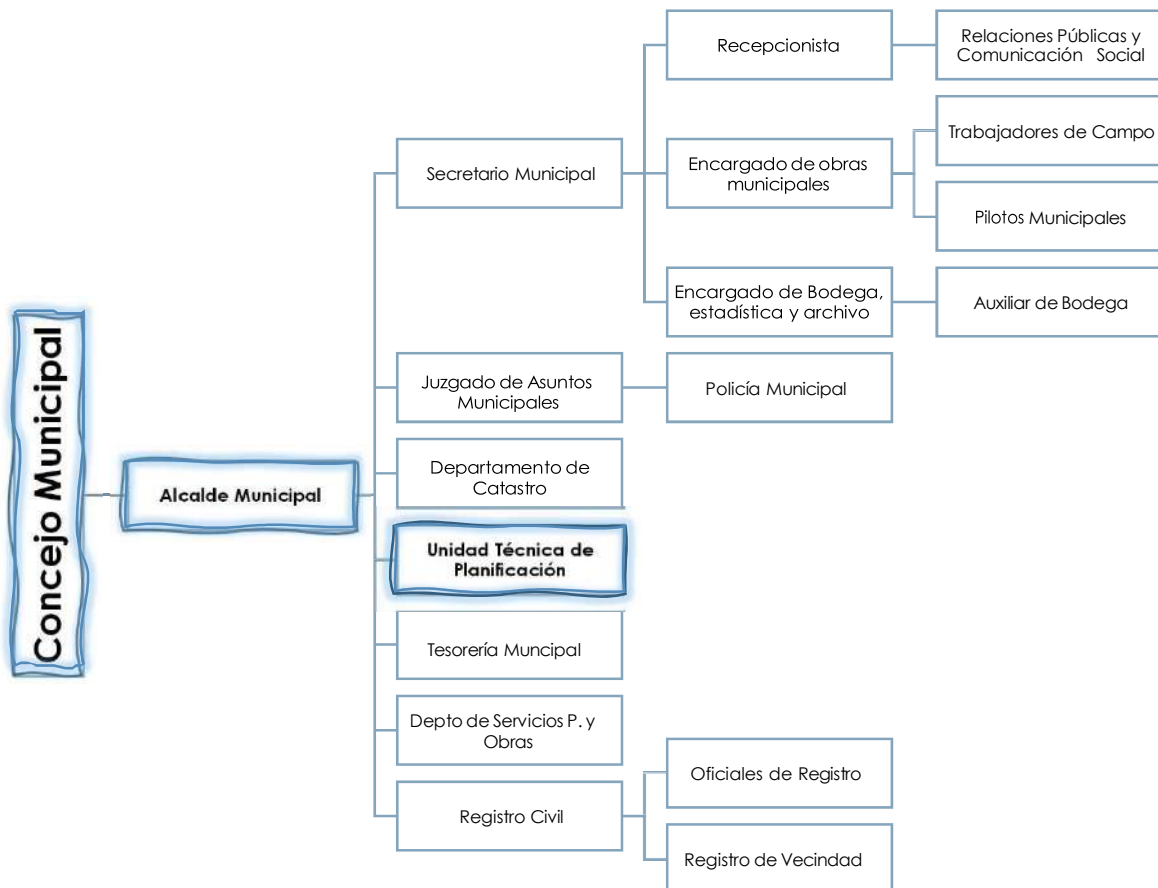 Concejo Municipal
Alcalde Municipal
Secretario Municipal
Recepcionista
Relaciones Públicas y
Comunicación Social
Encargado de obras
municipales
Trabajadores de Campo
Pilotos Municipales
Encargado de Bodega,
estadística y archivo
Auxiliar de Bodega
Juzgado de Asuntos
Municipales
Policía Municipal
Departamento de
Catastro
Unidad Técnica de
Planificación
Tesorería Muncipal
Depto de Servicios P. y
Obras
Registro Civil
Oficiales de Registro
Registro de Vecindad